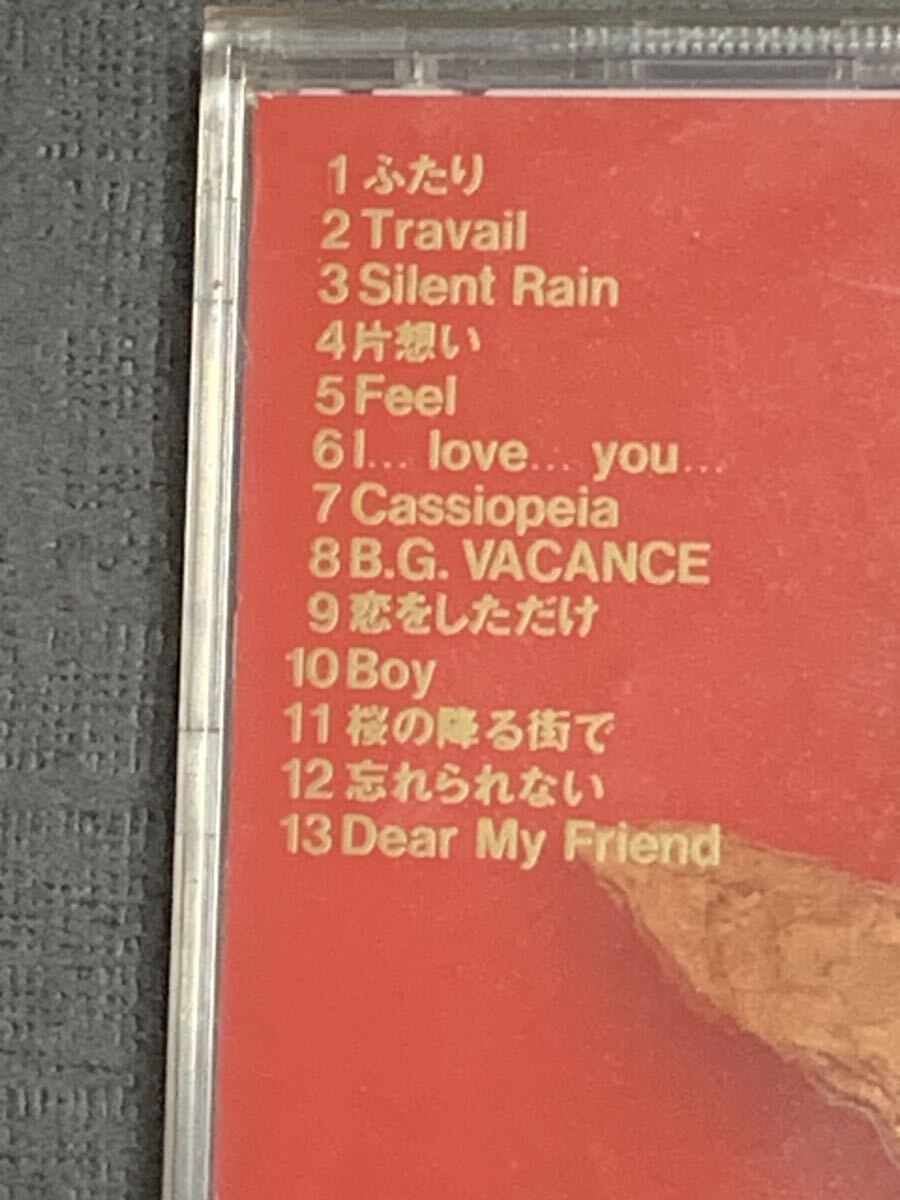 1 ふたり
2 Travail
3 Silent Rain
4 片想い
5 Feel
6 I... love... you...
7 Cassiopeia
8 B.G. VACANCE
9 恋をしただけ
10 Boy
11 桜の降る街で
12 忘れられない
13 Dear My Friend